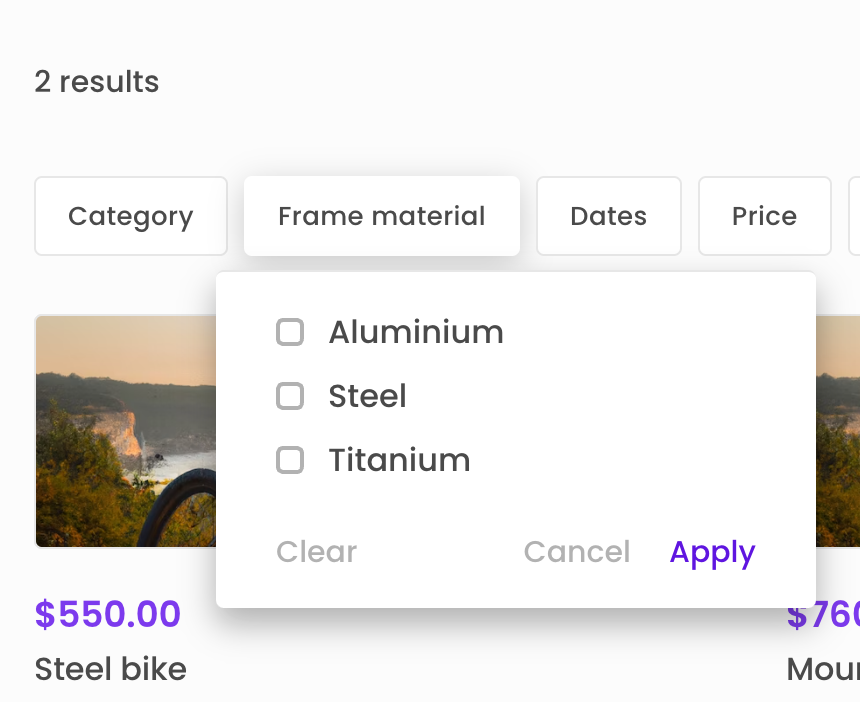 2 results
Category Frame material Dates Price
Aluminium
Steel
Titanium
Clear Cancel Apply
$550.00
Steel bike